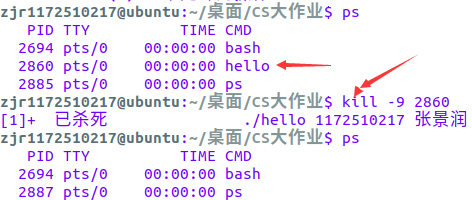 zjr1172510217@ubuntu:~/桌面/CS大作业$ ps
PID TTY TIME CMD
2694 pts/0 00:00:00 bash
2860 pts/0 00:00:00 hello
2885 pts/0 00:00:00 ps
zjr1172510217@ubuntu:~/桌面/CS大作业$ kill -9 2860
[1]+ 已杀死 ./hello 1172510217 张景润
zjr1172510217@ubuntu:~/桌面/CS大作业$ ps
PID TTY TIME CMD
2694 pts/0 00:00:00 bash
2887 pts/0 00:00:00 ps